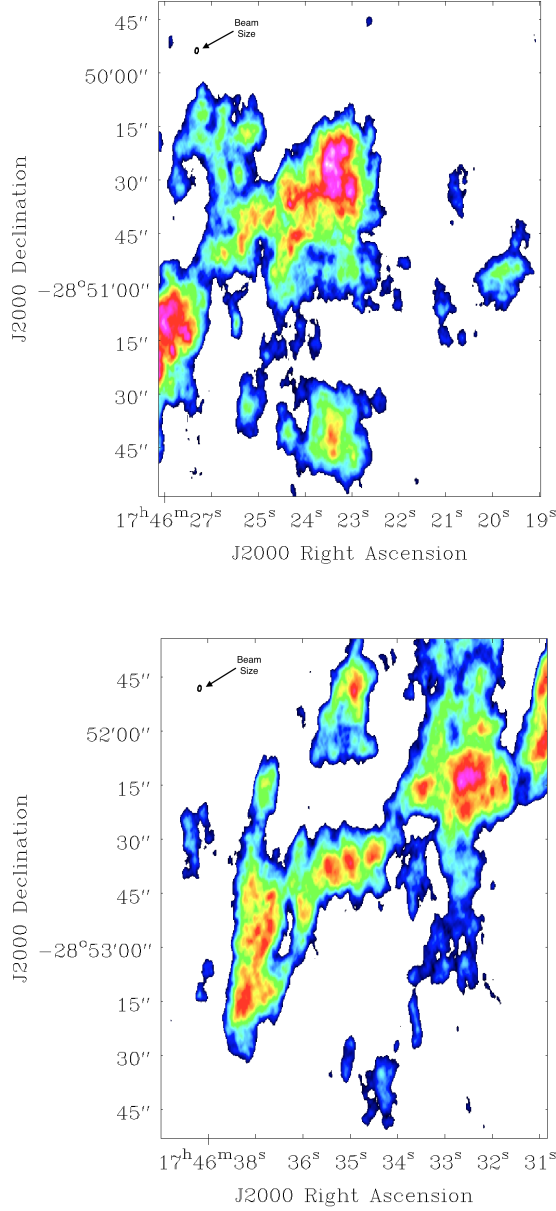 45″
Beam
Size
50′00″
15″
30″
45″
−28°51′00″
15″
30″
45″
J2000 Declination
17ʰ46ᵐ27ˢ 25ˢ 24ˢ 23ˢ 22ˢ 20ˢ 19ˢ
J2000 Right Ascension
Beam
Size
45″
52′00″
15″
30″
45″
−28°53′00″
15″
30″
45″
J2000 Declination
17ʰ46ᵐ38ˢ 36ˢ 35ˢ 34ˢ 33ˢ 32ˢ 31ˢ
J2000 Right Ascension